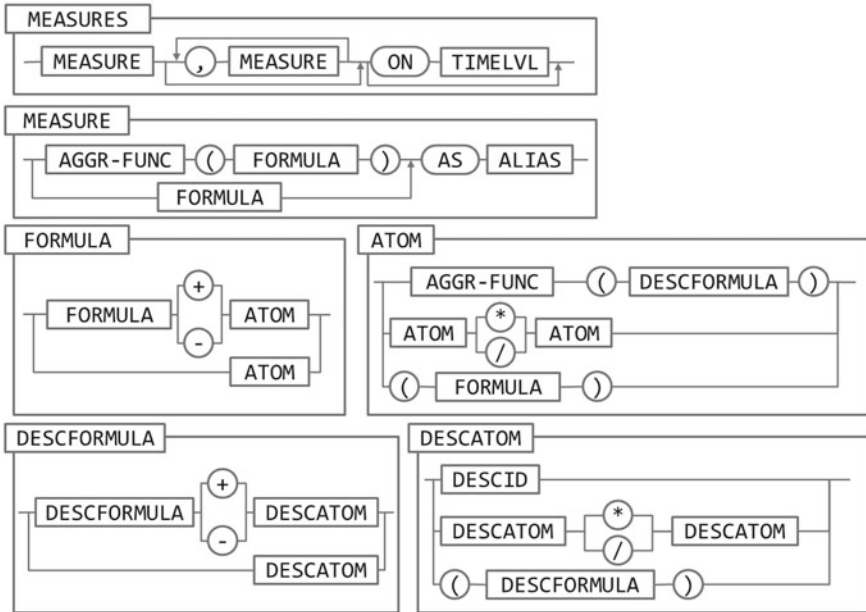 MEASURES
MEASURE , MEASURE ON TIMELVL
MEASURE
AGGR-FUNC ( FORMULA ) AS ALIAS
FORMULA
FORMULA
+
FORMULA ATOM
-
ATOM
ATOM
AGGR-FUNC ( DESCFORMULA )
*
ATOM ATOM
/
( FORMULA )
DESCFORMULA
+
DESCFORMULA DESCATOM
-
DESCATOM
DESCATOM
DESCID
*
DESCATOM DESCATOM
/
( DESCFORMULA )